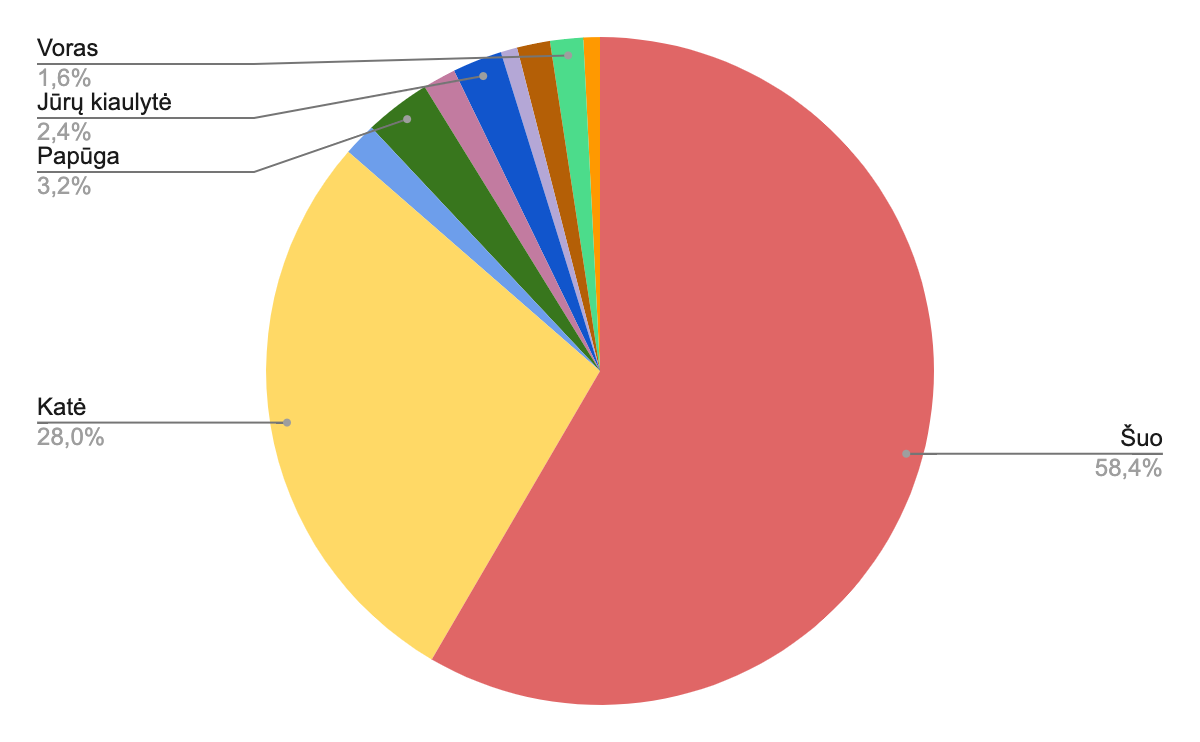 Voras
1,6%
Jūrų kiaulytė
2,4%
Papūga
3,2%
Katė
28,0%
Šuo
58,4%